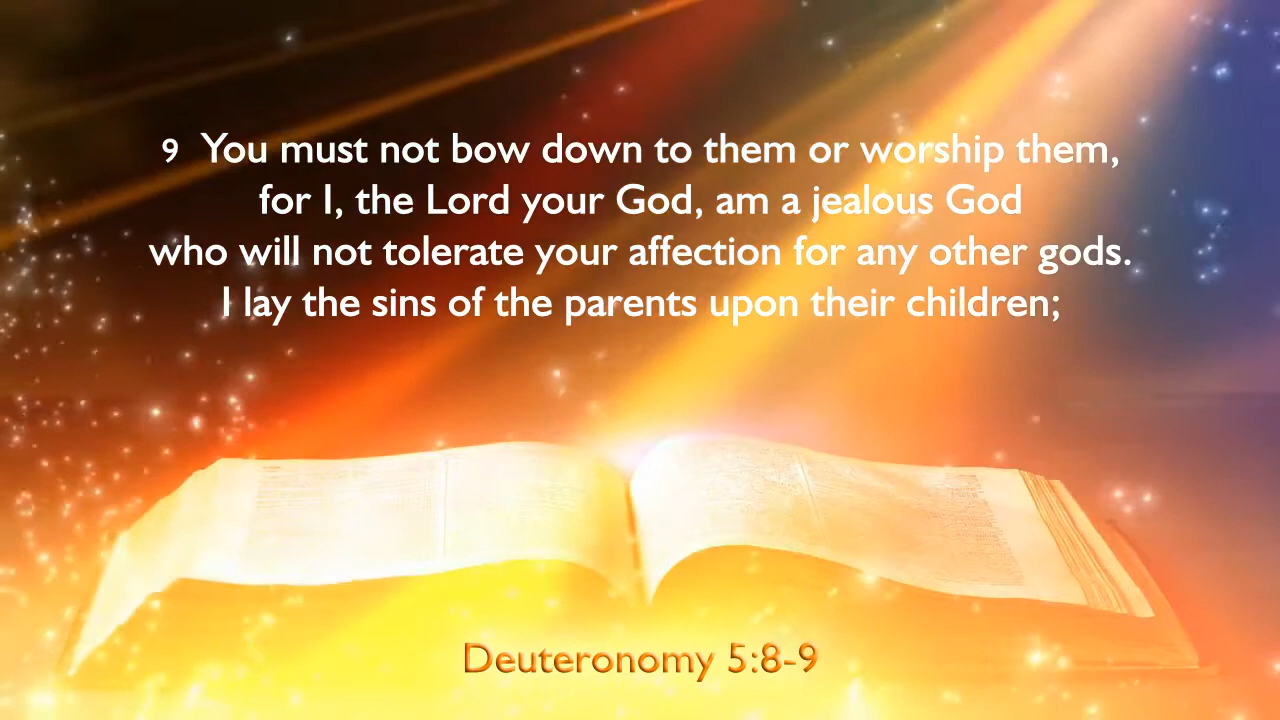 9 You must not bow down to them or worship them,
for I, the Lord your God, am a jealous God
who will not tolerate your affection for any other gods.
I lay the sins of the parents upon their children;
Deuteronomy 5:8-9